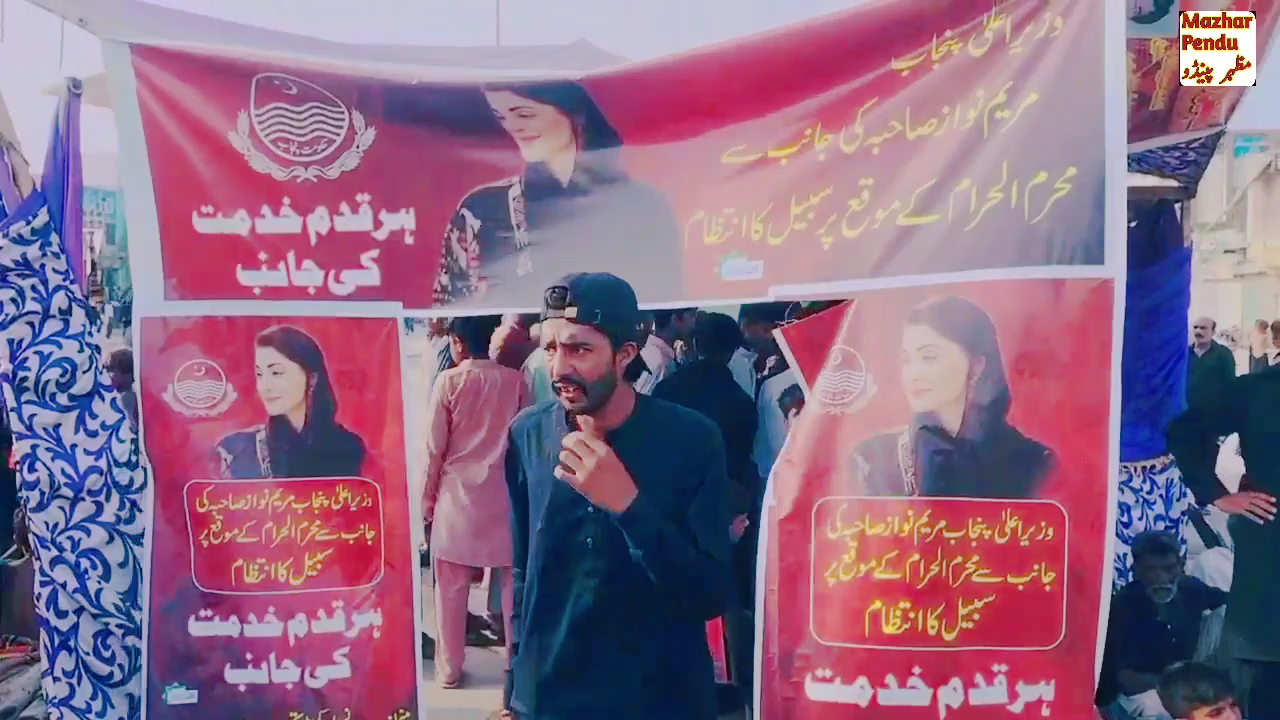 Mazhar
Pendu
مظہر پینڈو
وزیراعلیٰ پنجاب
مریم نواز صاحبہ کی جانب سے
محرم الحرام کے موقع پر سبیل کا انتظام
حکومت پنجاب
ہر قدم خدمت
کی جانب
وزیراعلیٰ پنجاب مریم نواز صاحبہ کی
جانب سے محرم الحرام کے موقع پر
سبیل کا انتظام
ہر قدم خدمت
کی جانب
وزیراعلیٰ پنجاب مریم نواز صاحبہ کی
جانب سے محرم الحرام کے موقع پر
سبیل کا انتظام
ہر قدم خدمت